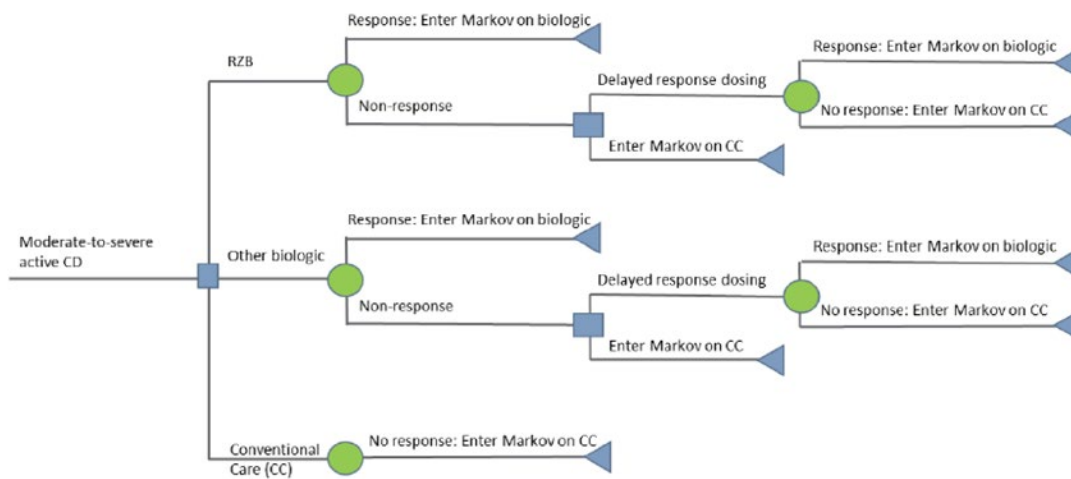 Response: Enter Markov on biologic
RZB
Non-response
Delayed response dosing
Response: Enter Markov on biologic
No response: Enter Markov on CC
Enter Markov on CC
Moderate-to-severe
active CD
Other biologic
Response: Enter Markov on biologic
Non-response
Delayed response dosing
Response: Enter Markov on biologic
No response: Enter Markov on CC
Enter Markov on CC
Conventional
Care (CC)
No response: Enter Markov on CC